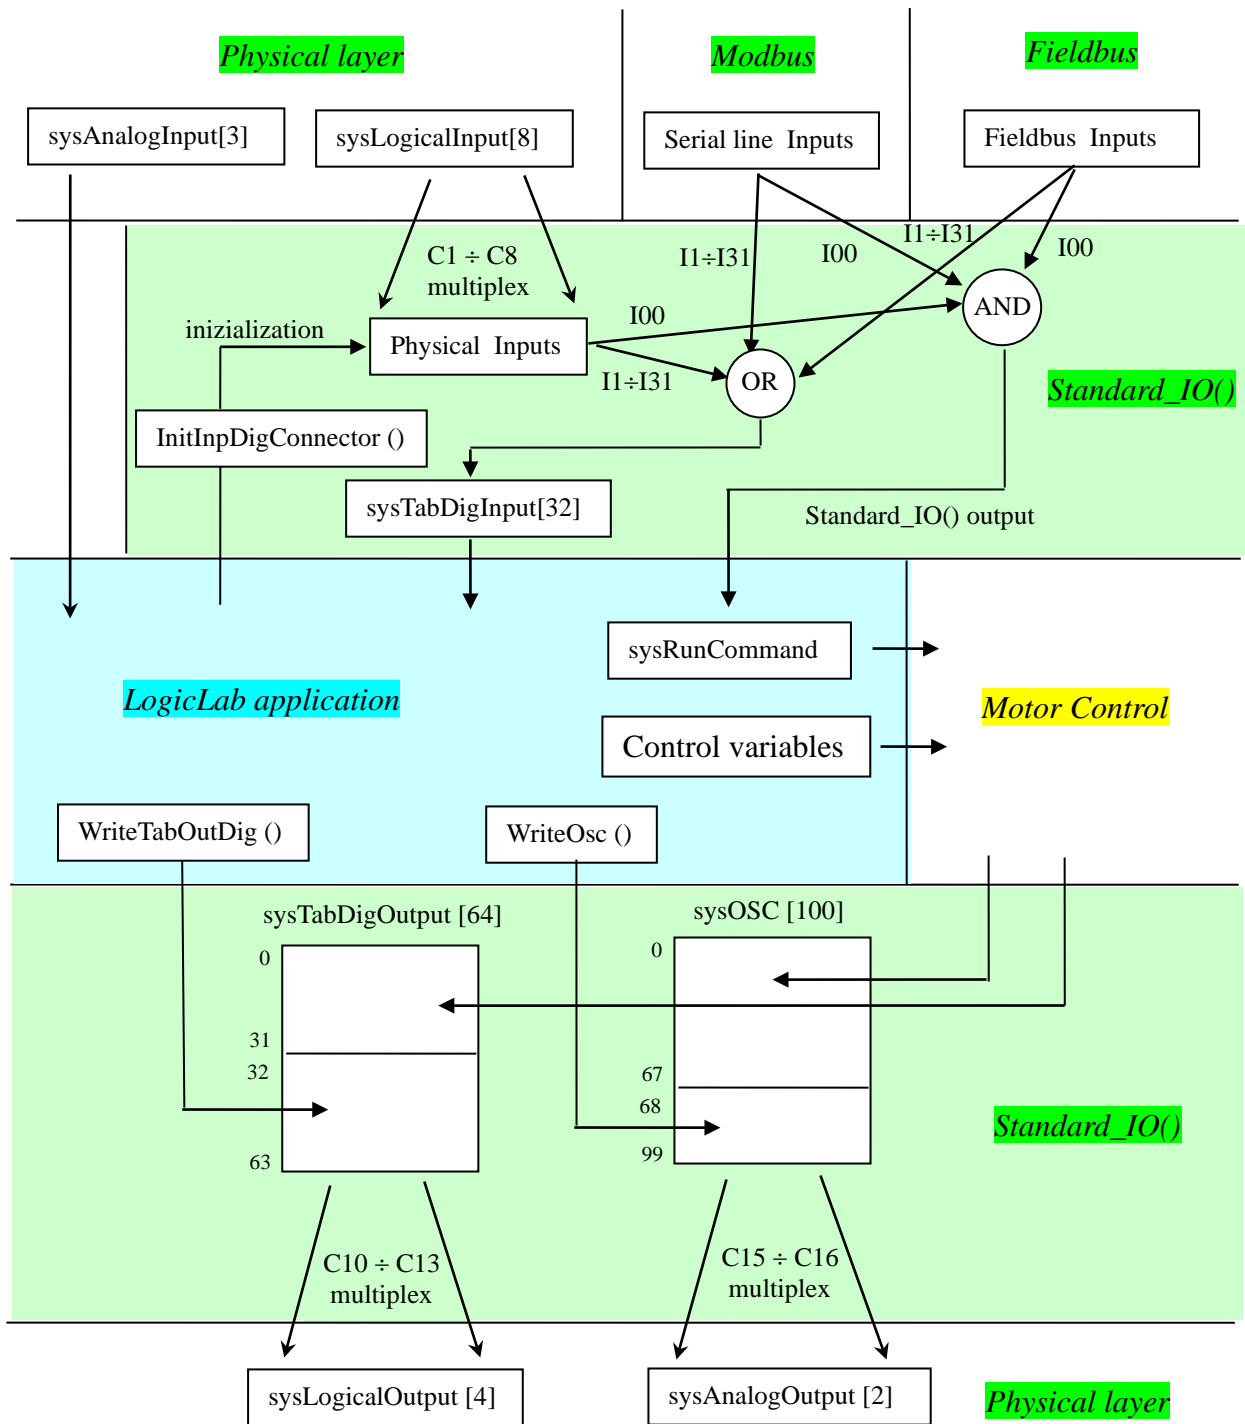 Physical layer
Modbus
Fieldbus
sysAnalogInput[3]
sysLogicalInput[8]
Serial line  Inputs
Fieldbus  Inputs
C1 ÷ C8
multiplex
I1÷I31
I00
I1÷I31
I00
AND
inizialization
Physical  Inputs
I00
I1÷I31
OR
Standard_IO()
InitInpDigConnector ()
sysTabDigInput[32]
Standard_IO() output
sysRunCommand
LogicLab application
Motor Control
Control variables
WriteTabOutDig ()
WriteOsc ()
sysTabDigOutput [64]
sysOSC [100]
0
31
32
63
0
67
68
99
Standard_IO()
C10 ÷ C13
multiplex
C15 ÷ C16
multiplex
sysLogicalOutput [4]
sysAnalogOutput [2]
Physical layer